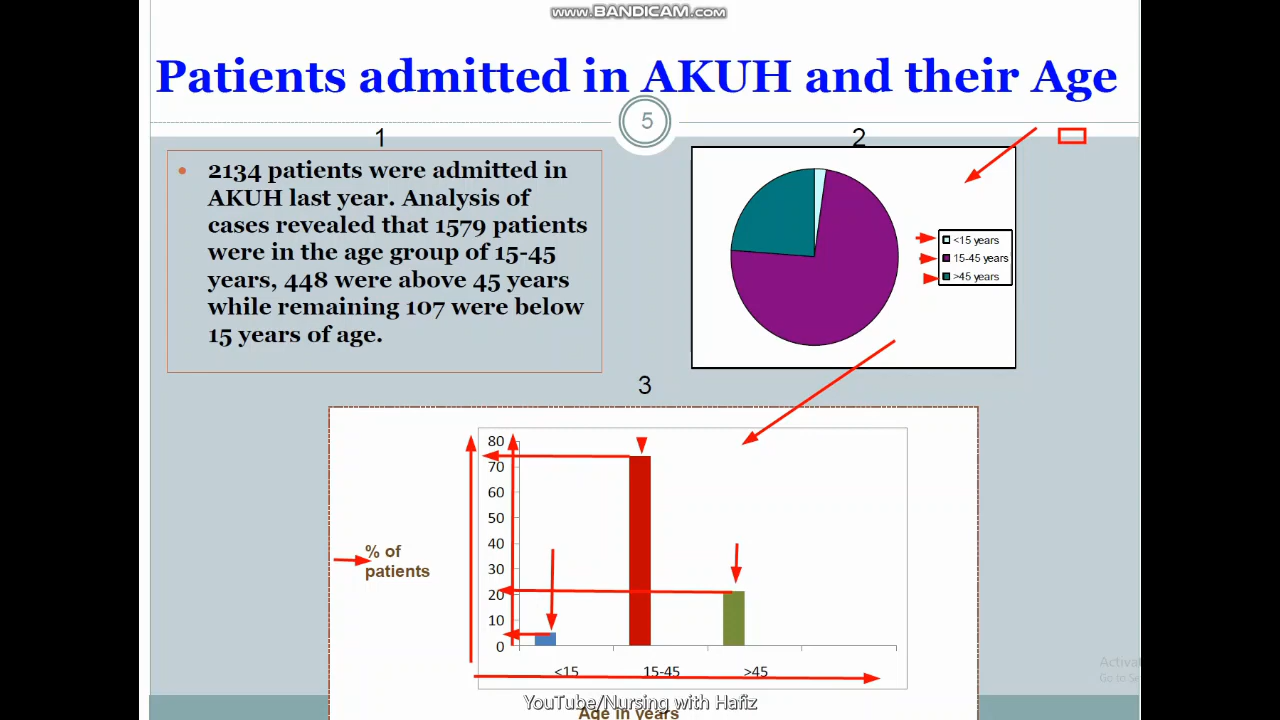 www.BANDICAM.com
Patients admitted in AKUH and their Age
5
1
2134 patients were admitted in
AKUH last year. Analysis of
cases revealed that 1579 patients
were in the age group of 15-45
years, 448 were above 45 years
while remaining 107 were below
15 years of age.
2
<15 years
15-45 years
>45 years
3
80
70
60
50
40
30
20
10
0
% of
patients
<15 15-45 >45
YouTube/Nursing with Hafiz
Age in years